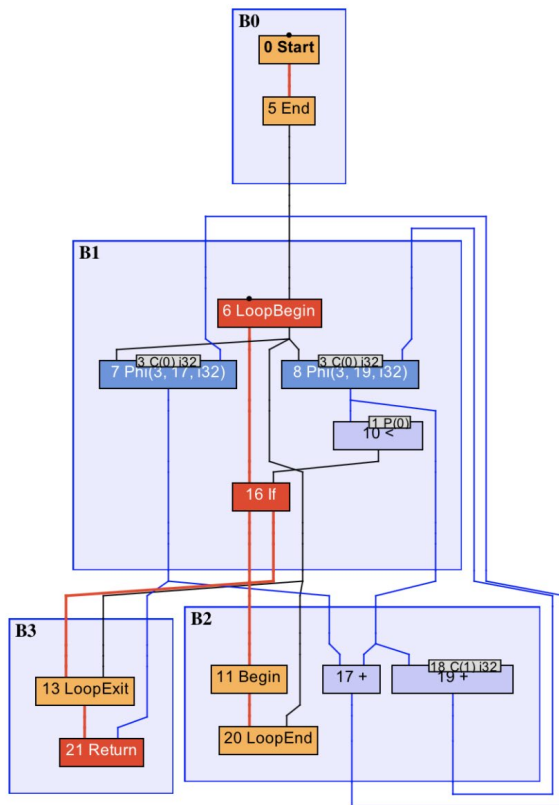 B0
0 Start
5 End
B1
6 LoopBegin
3 C(0) i32
7 Phi(3, 17, i32)
3 C(0) i32
8 Phi(3, 19, i32)
1 P(0)
10 <
16 If
B3
13 LoopExit
21 Return
B2
11 Begin
20 LoopEnd
17 +
18 C(1) i32
19 +